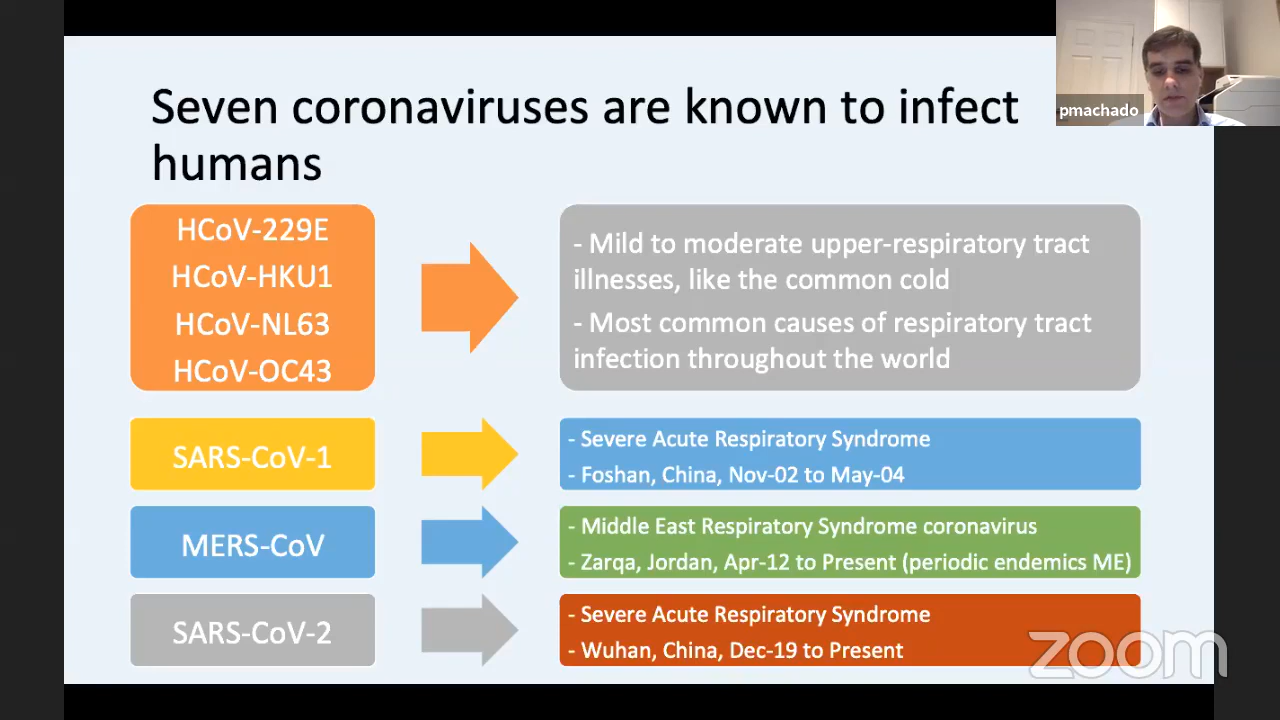 Seven coronaviruses are known to infect
humans
pmachado
HCoV-229E
HCoV-HKU1
HCoV-NL63
HCoV-OC43
- Mild to moderate upper-respiratory tract
illnesses, like the common cold
- Most common causes of respiratory tract
infection throughout the world
SARS-CoV-1
- Severe Acute Respiratory Syndrome
- Foshan, China, Nov-02 to May-04
MERS-CoV
- Middle East Respiratory Syndrome coronavirus
- Zarqa, Jordan, Apr-12 to Present (periodic endemics ME)
SARS-CoV-2
- Severe Acute Respiratory Syndrome
- Wuhan, China, Dec-19 to Present
zoom